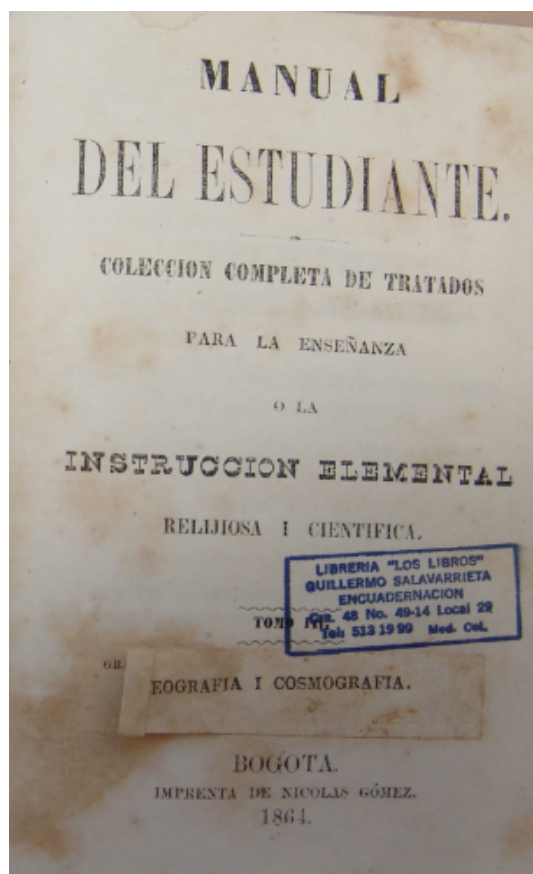 MANUAL
DEL ESTUDIANTE.
COLECCION COMPLETA DE TRATADOS
PARA LA ENSEÑANZA
O LA
INSTRUCCION ELEMENTAL
RELIJIOSA I CIENTIFICA.
LIBRERIA "LOS LIBROS"
GUILLERMO SALAVARRIETA
ENCUADERNACION
Cra. 48 No. 49-14 Local 29
Tel: 513 19 99 Med. Col.
TOMO
EOGRAFIA I COSMOGRAFIA.
BOGOTA.
IMPRENTA DE NICOLAS GÓMEZ.
1864.